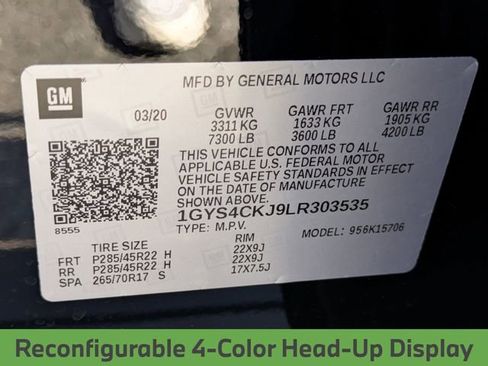 GM
MFD BY GENERAL MOTORS LLC
03/20 GVWR GAWR FRT GAWR RR
3311 KG 1633 KG 1905 KG
7300 LB 3600 LB 4200 LB
THIS VEHICLE CONFORMS TO ALL
APPLICABLE U.S. FEDERAL MOTOR
VEHICLE SAFETY STANDARDS IN EFFECT
ON THE DATE OF MANUFACTURE
SHOWN ABOVE.
1GYS4CKJ9LR303535
8555
TYPE: M.P.V. MODEL: 956K15706
TIRE SIZE RIM
FRT P285/45R22 H 22X9J
RR P285/45R22 H 22X9J
SPA 265/70R17 S 17X7.5J
Reconfigurable 4-Color Head-Up Display